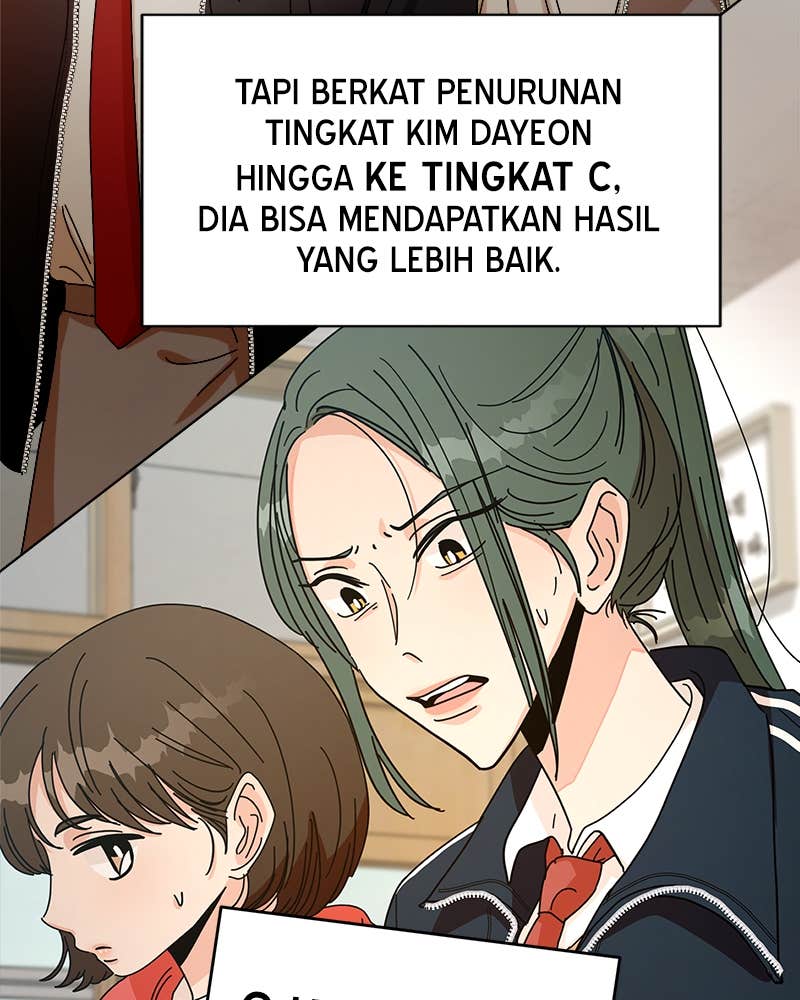 TAPI BERKAT PENURUNAN
TINGKAT KIM DAYEON
HINGGA KE TINGKAT C,
DIA BISA MENDAPATKAN HASIL
YANG LEBIH BAIK.